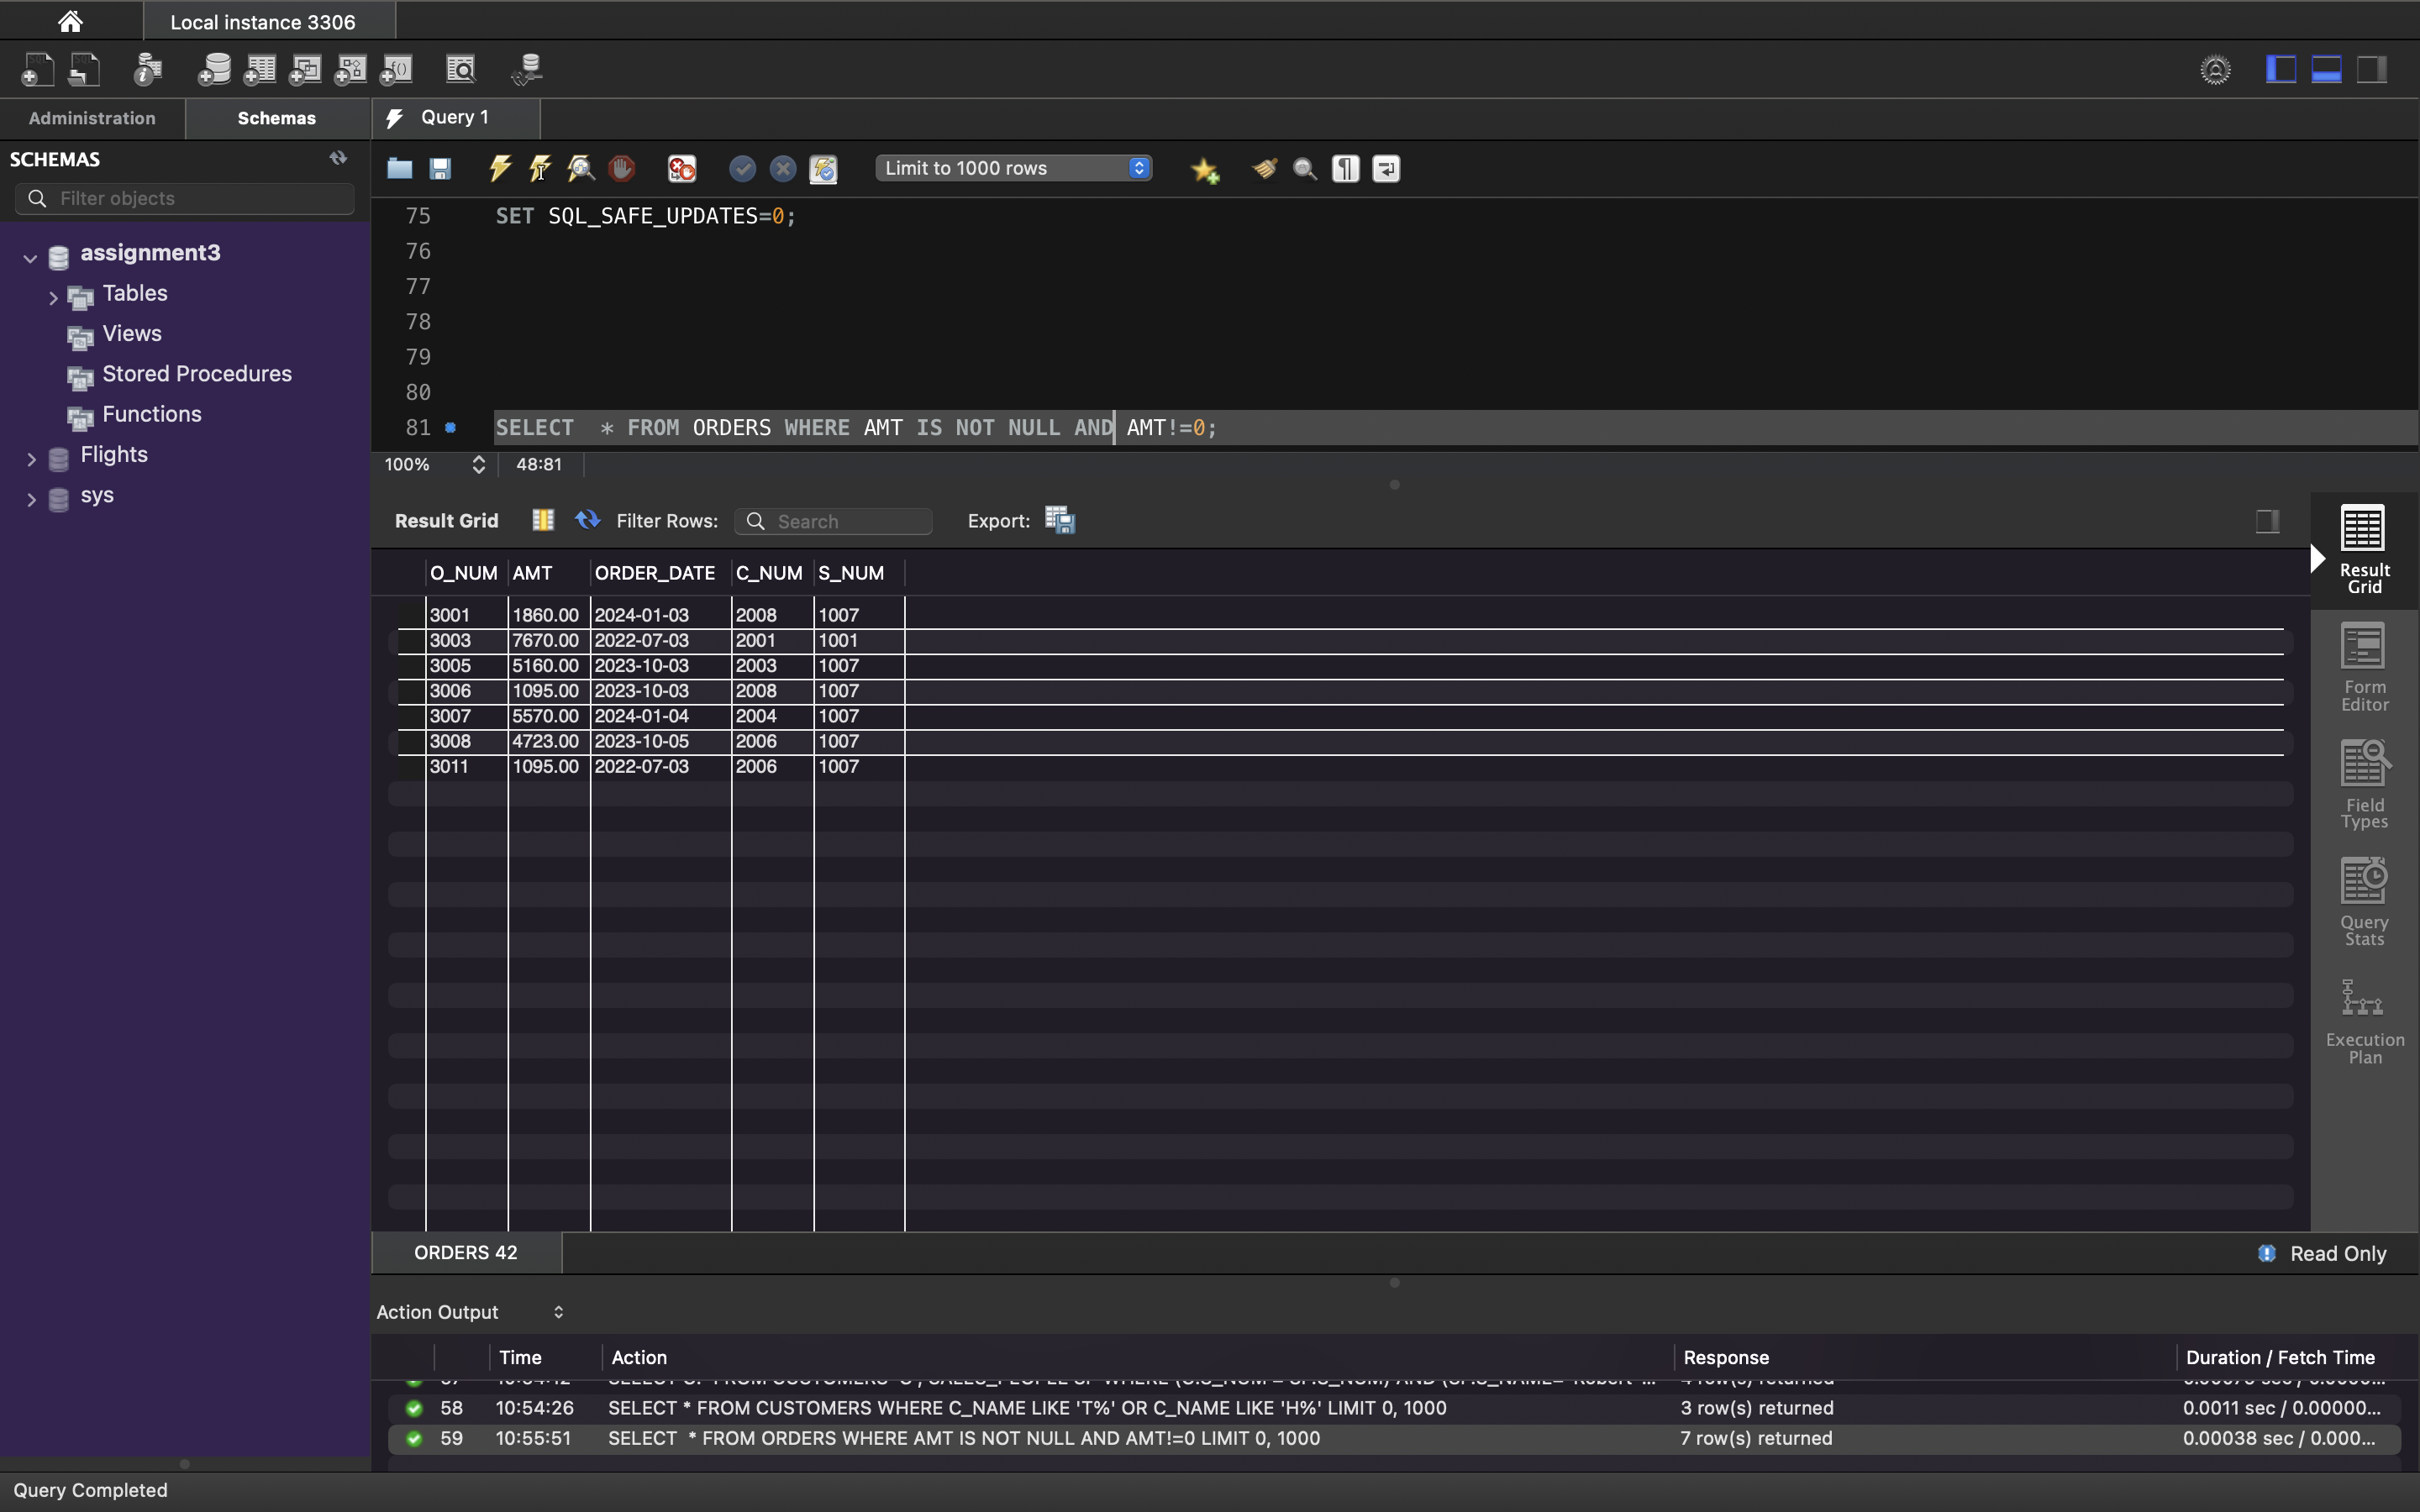 Local instance 3306
Administration
Schemas
Query 1
SCHEMAS
Filter objects
Limit to 1000 rows
assignment3
Tables
Views
Stored Procedures
Functions
Flights
sys
75 SET SQL_SAFE_UPDATES=0;
76
77
78
79
80
81 SELECT * FROM ORDERS WHERE AMT IS NOT NULL AND AMT!=0;
100% 48:81
Result Grid Filter Rows: Search Export:
O_NUM AMT ORDER_DATE C_NUM S_NUM
3001 1860.00 2024-01-03 2008 1007
3003 7670.00 2022-07-03 2001 1001
3005 5160.00 2023-10-03 2003 1007
3006 1095.00 2023-10-03 2008 1007
3007 5570.00 2024-01-04 2004 1007
3008 4723.00 2023-10-05 2006 1007
3011 1095.00 2022-07-03 2006 1007
Result
Grid
Form
Editor
Field
Types
Query
Stats
Execution
Plan
ORDERS 42
Read Only
Action Output
Time Action Response Duration / Fetch Time
58 10:54:26 SELECT * FROM CUSTOMERS WHERE C_NAME LIKE 'T%' OR C_NAME LIKE 'H%' LIMIT 0, 1000 3 row(s) returned 0.0011 sec / 0.00000...
59 10:55:51 SELECT * FROM ORDERS WHERE AMT IS NOT NULL AND AMT!=0 LIMIT 0, 1000 7 row(s) returned 0.00038 sec / 0.000...
Query Completed